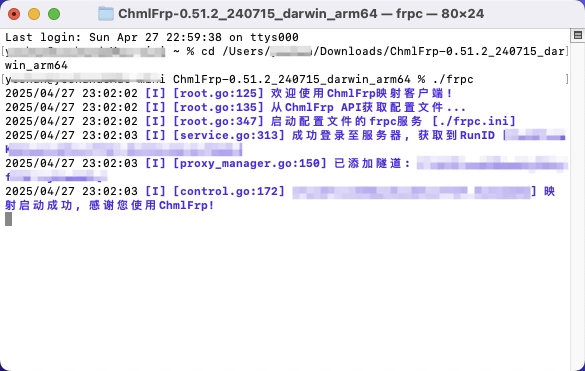 ChmlFrp-0.51.2_240715_darwin_arm64 — frpc — 80×24
Last login: Sun Apr 27 22:59:38 on ttys000
~ % cd /Users/ /Downloads/ChmlFrp-0.51.2_240715_dar
win_arm64
ChmlFrp-0.51.2_240715_darwin_arm64 % ./frpc
2025/04/27 23:02:02 [I] [root.go:125] 欢迎使用ChmlFrp映射客户端！
2025/04/27 23:02:02 [I] [root.go:135] 从ChmlFrp API获取配置文件...
2025/04/27 23:02:02 [I] [root.go:347] 启动配置文件的frpc服务 [./frpc.ini]
2025/04/27 23:02:03 [I] [service.go:313] 成功登录至服务器, 获取到RunID [
2025/04/27 23:02:03 [I] [proxy_manager.go:150] 已添加隧道:
2025/04/27 23:02:03 [I] [control.go:172] ] 映
射启动成功, 感谢您使用ChmlFrp!